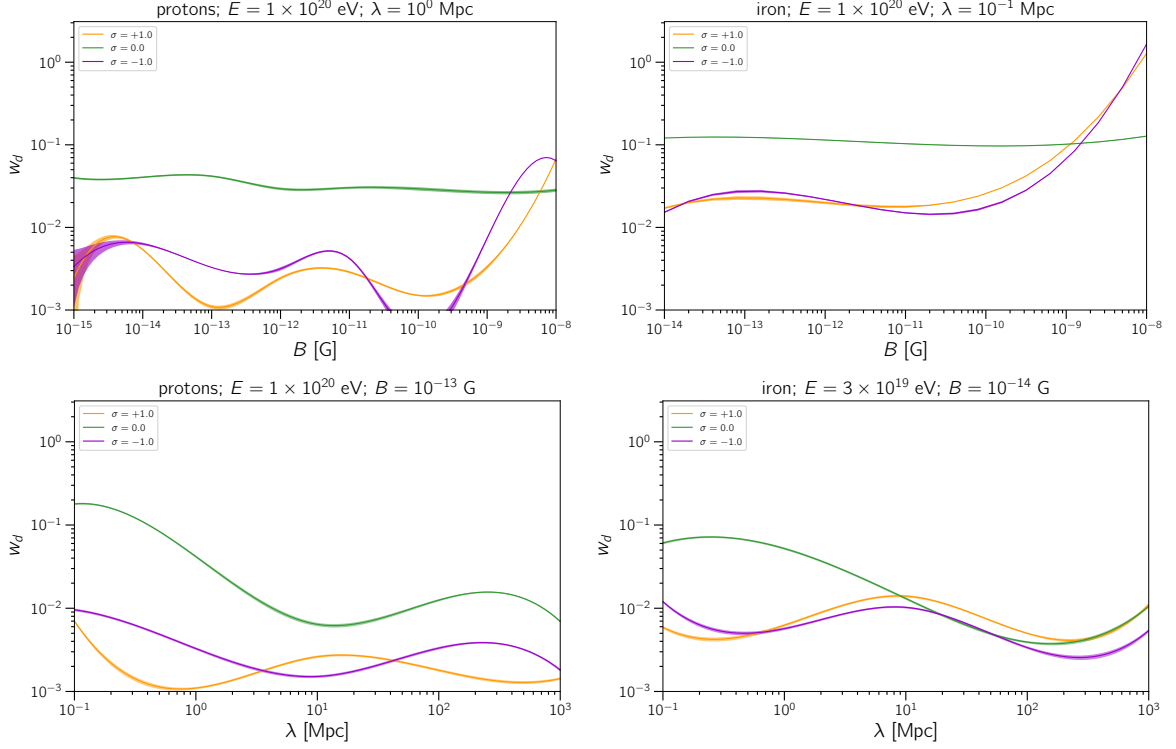 protons; E = 1 × 10^20 eV; λ = 10^0 Mpc
σ = +1.0
σ = 0.0
σ = −1.0
10^0
10^−1
10^−2
10^−3
w_d
10^−15 10^−14 10^−13 10^−12 10^−11 10^−10 10^−9 10^−8
B [G]
iron; E = 1 × 10^20 eV; λ = 10^−1 Mpc
σ = +1.0
σ = 0.0
σ = −1.0
10^0
10^−1
10^−2
10^−3
w_d
10^−14 10^−13 10^−12 10^−11 10^−10 10^−9 10^−8
B [G]
protons; E = 1 × 10^20 eV; B = 10^−13 G
σ = +1.0
σ = 0.0
σ = −1.0
10^0
10^−1
10^−2
10^−3
w_d
10^−1 10^0 10^1 10^2 10^3
λ [Mpc]
iron; E = 3 × 10^19 eV; B = 10^−14 G
σ = +1.0
σ = 0.0
σ = −1.0
10^0
10^−1
10^−2
10^−3
w_d
10^−1 10^0 10^1 10^2 10^3
λ [Mpc]